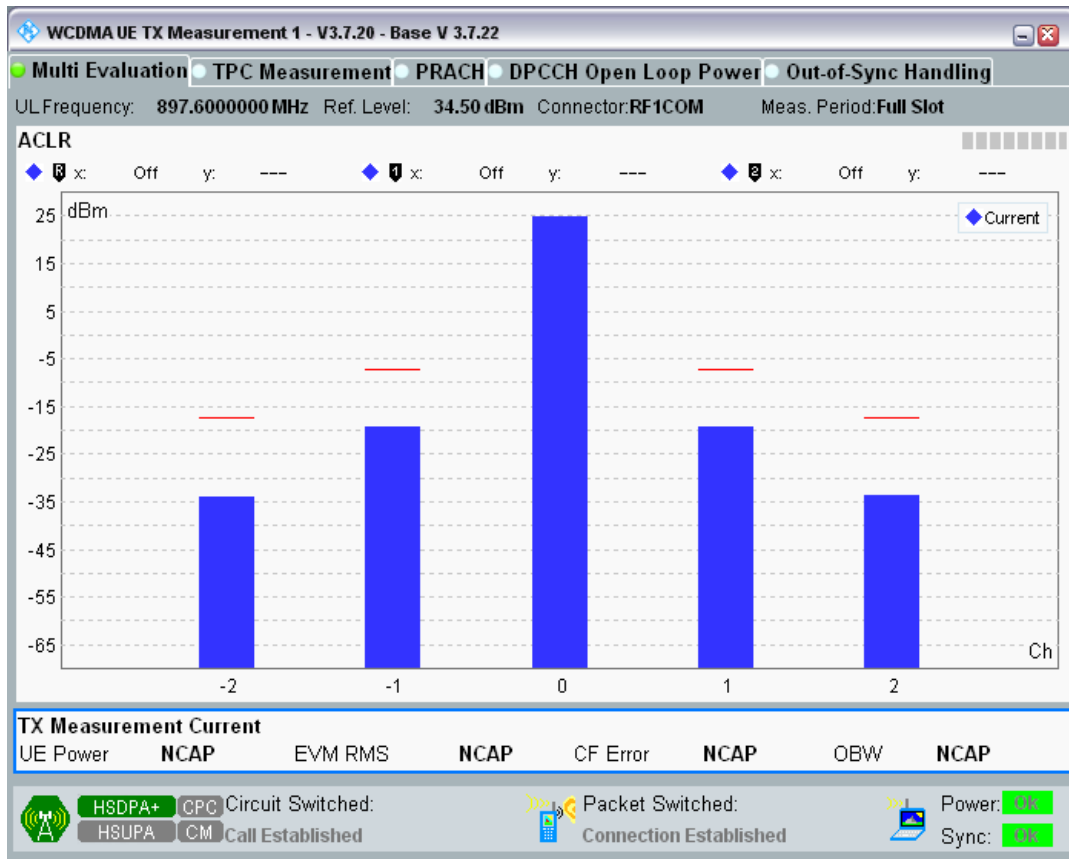 WCDMA UE TX Measurement 1 - V3.7.20 - Base V 3.7.22
Multi Evaluation TPC Measurement PRACH DPCCH Open Loop Power Out-of-Sync Handling
UL Frequency: 897.6000000 MHz Ref. Level: 34.50 dBm Connector: RF1COM Meas. Period: Full Slot
ACLR
R x: Off y: --- 1 x: Off y: --- 2 x: Off y: ---
dBm
Current
25
15
5
-5
-15
-25
-35
-45
-55
-65
Ch
-2 -1 0 1 2
TX Measurement Current
UE Power NCAP EVM RMS NCAP CF Error NCAP OBW NCAP
HSDPA+ CPC Circuit Switched: Packet Switched: Power: Ok
HSUPA CM Call Established Connection Established Sync: Ok